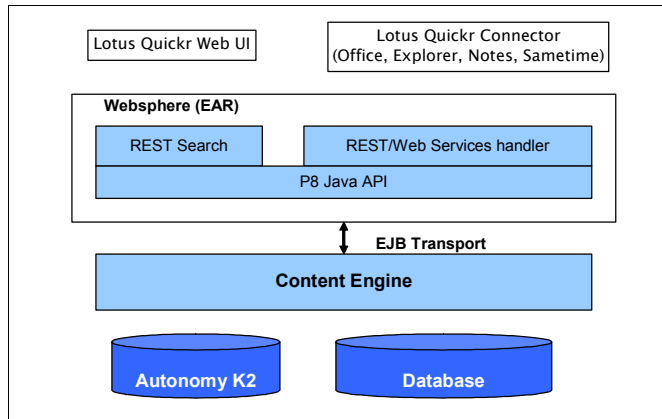 Lotus Quickr Web UI
Lotus Quickr Connector
(Office, Explorer, Notes, Sametime)
Websphere (EAR)
REST Search
REST/Web Services handler
P8 Java API
EJB Transport
Content Engine
Autonomy K2
Database